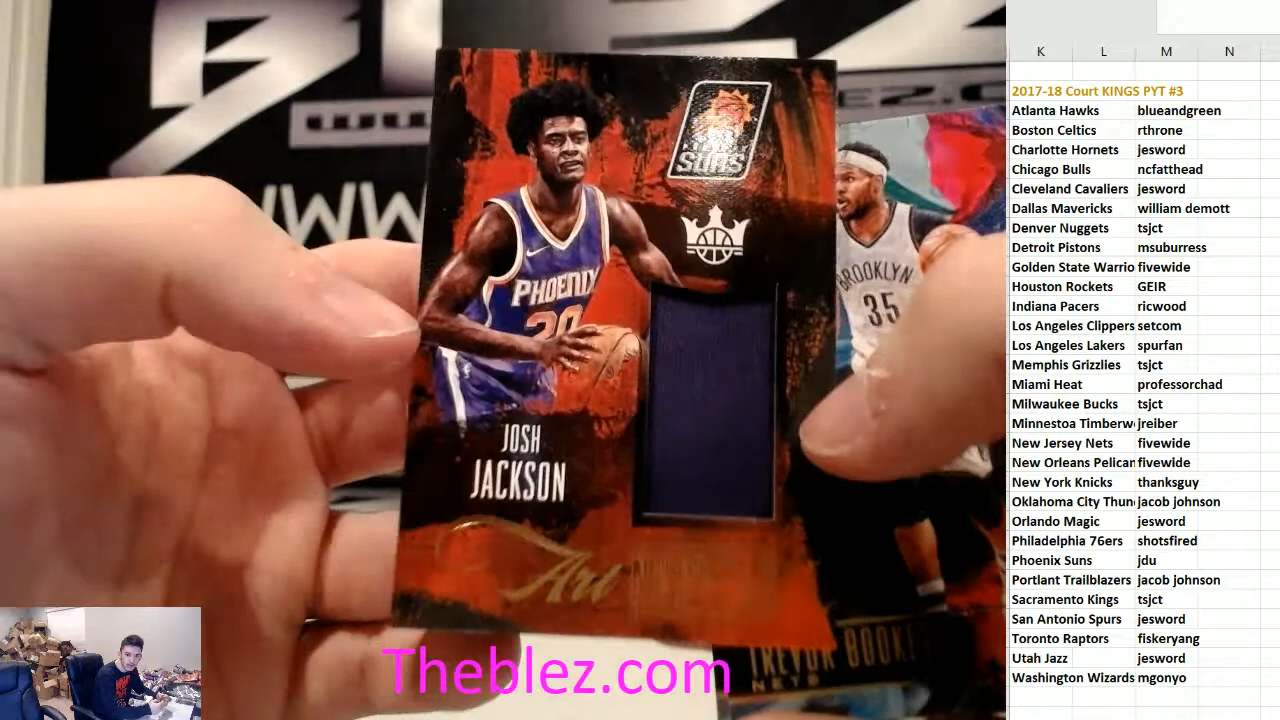 WWW
SUNS
PHOENIX
20
BROOKLYN
35
JOSH
JACKSON
Art
TREVOR BOOKER
NETS
Theblez.com
K L M N
2017-18 Court KINGS PYT #3
Atlanta Hawks blueandgreen
Boston Celtics rthrone
Charlotte Hornets jesword
Chicago Bulls ncfatthead
Cleveland Cavaliers jesword
Dallas Mavericks william demott
Denver Nuggets tsjct
Detroit Pistons msuburress
Golden State Warrio fivewide
Houston Rockets GEIR
Indiana Pacers ricwood
Los Angeles Clippers setcom
Los Angeles Lakers spurfan
Memphis Grizzlies tsjct
Miami Heat professorchad
Milwaukee Bucks tsjct
Minnestoa Timberw jreiber
New Jersey Nets fivewide
New Orleans Pelican fivewide
New York Knicks thanksguy
Oklahoma City Thun jacob johnson
Orlando Magic jesword
Philadelphia 76ers shotsfired
Phoenix Suns jdu
Portlant Trailblazers jacob johnson
Sacramento Kings tsjct
San Antonio Spurs jesword
Toronto Raptors fiskeryang
Utah Jazz jesword
Washington Wizards mgonyo